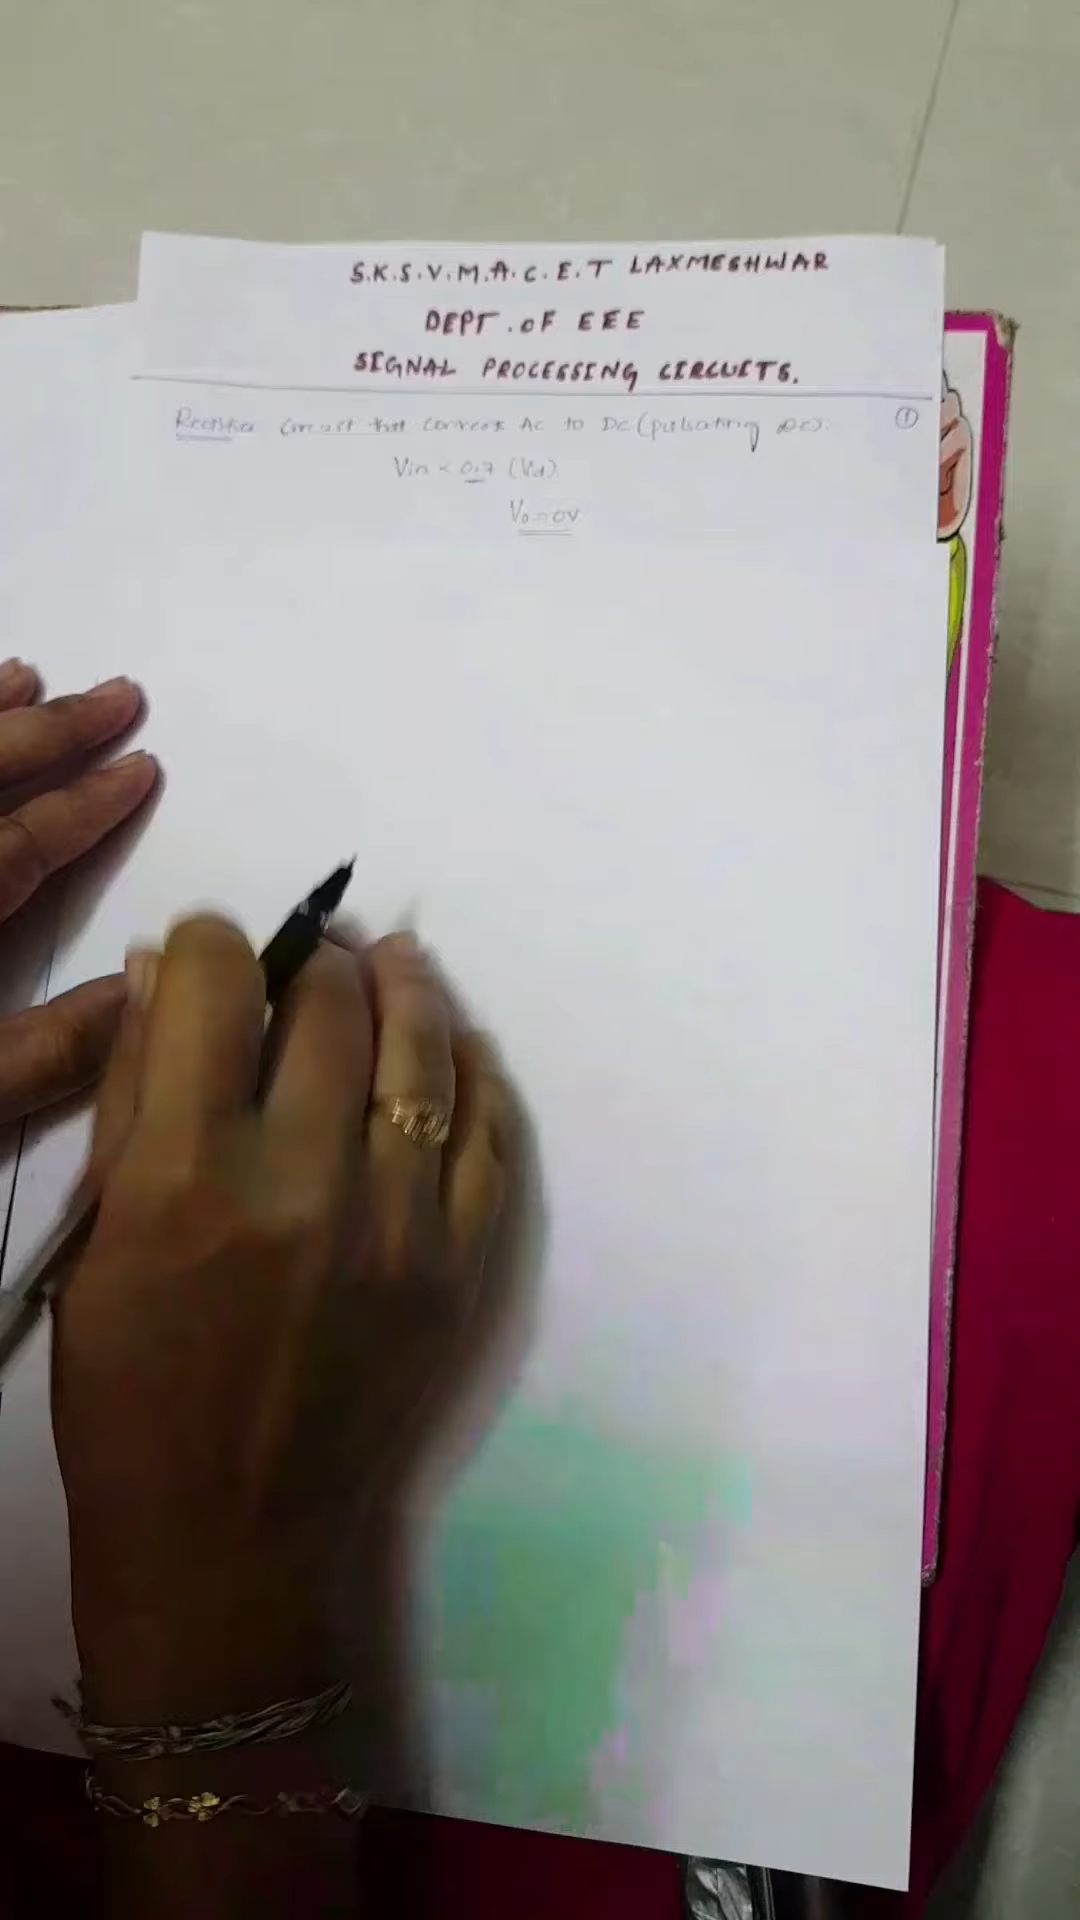 S.K.S.V.M.A.C.E.T LAXMESHWAR
DEPT. OF EEE
SIGNAL PROCESSING CIRCUITS.
Rectifier circuit that converts AC to DC (pulsating DC). ①
Vin < 0.7 (Vd).
Vo = 0V